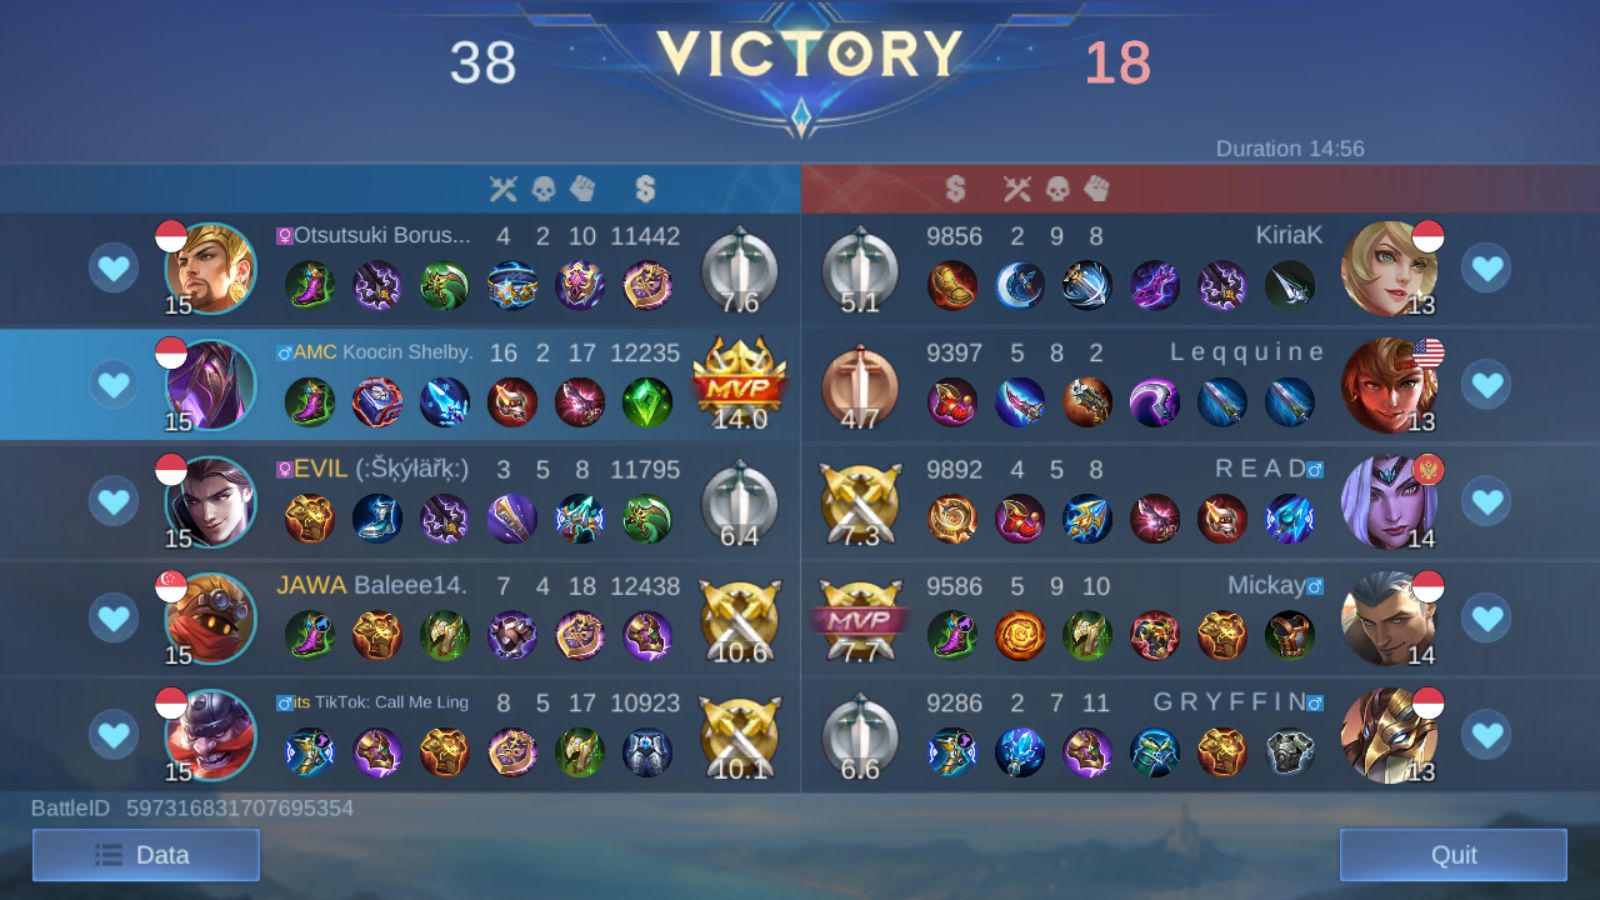 38 VICTORY 18
Duration 14:56
Otsutsuki Borus... 4 2 10 11442 7.6 15
5.1 9856 2 9 8 KiriaK 13
AMC Koocin Shelby. 16 2 17 12235 MVP 14.0 15
4.7 9397 5 8 2 Leqquine 13
EVIL (:Šķýłäřķ:) 3 5 8 11795 6.4 15
7.3 9892 4 5 8 READ 14
JAWA Baleee14. 7 4 18 12438 10.6 15
MVP 7.7 9586 5 9 10 Mickay 14
its TikTok: Call Me Ling 8 5 17 10923 10.1 15
6.6 9286 2 7 11 GRYFFIN 13
BattleID 597316831707695354
Data
Quit